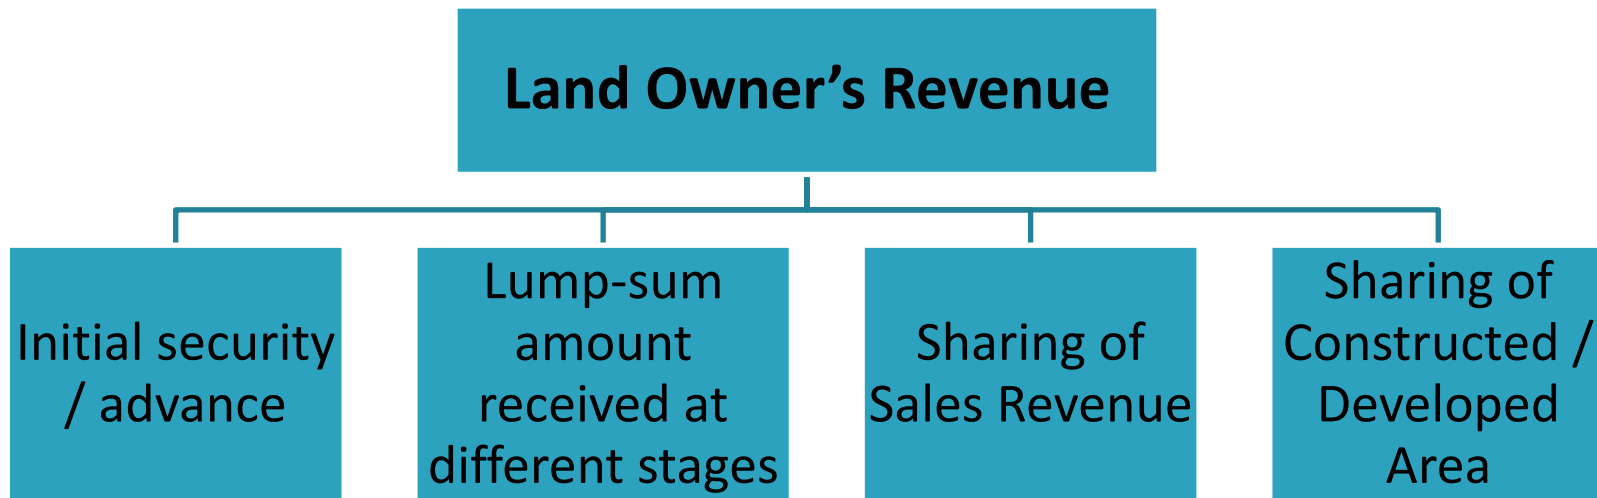 Land Owner’s Revenue
Initial security
/ advance
Lump-sum
amount
received at
different stages
Sharing of
Sales Revenue
Sharing of
Constructed /
Developed
Area